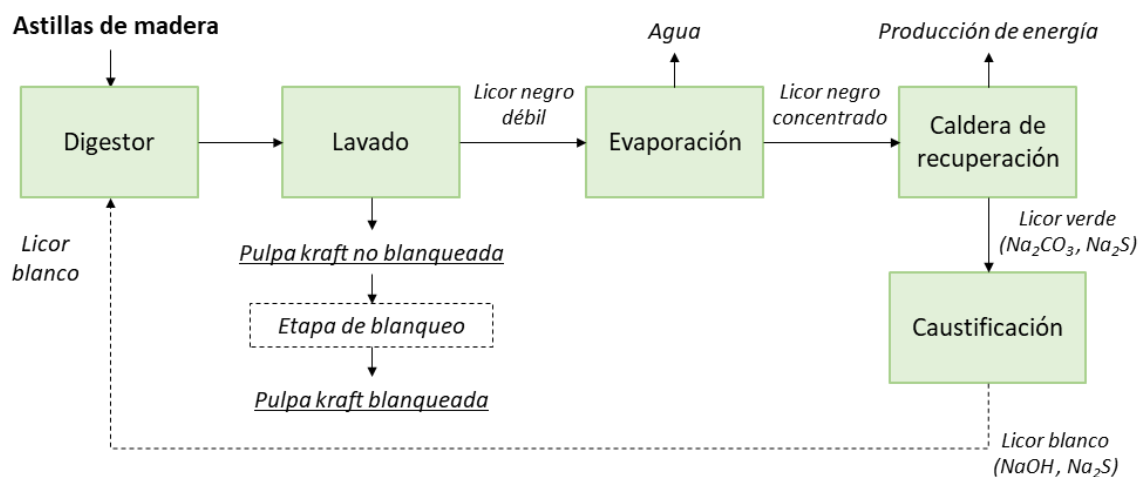 Astillas de madera
Agua
Producción de energía
Digestor
Lavado
Licor negro
débil
Evaporación
Licor negro
concentrado
Caldera de
recuperación
Licor
blanco
Pulpa kraft no blanqueada
Licor verde
(Na₂CO₃, Na₂S)
Etapa de blanqueo
Caustificación
Pulpa kraft blanqueada
Licor blanco
(NaOH, Na₂S)